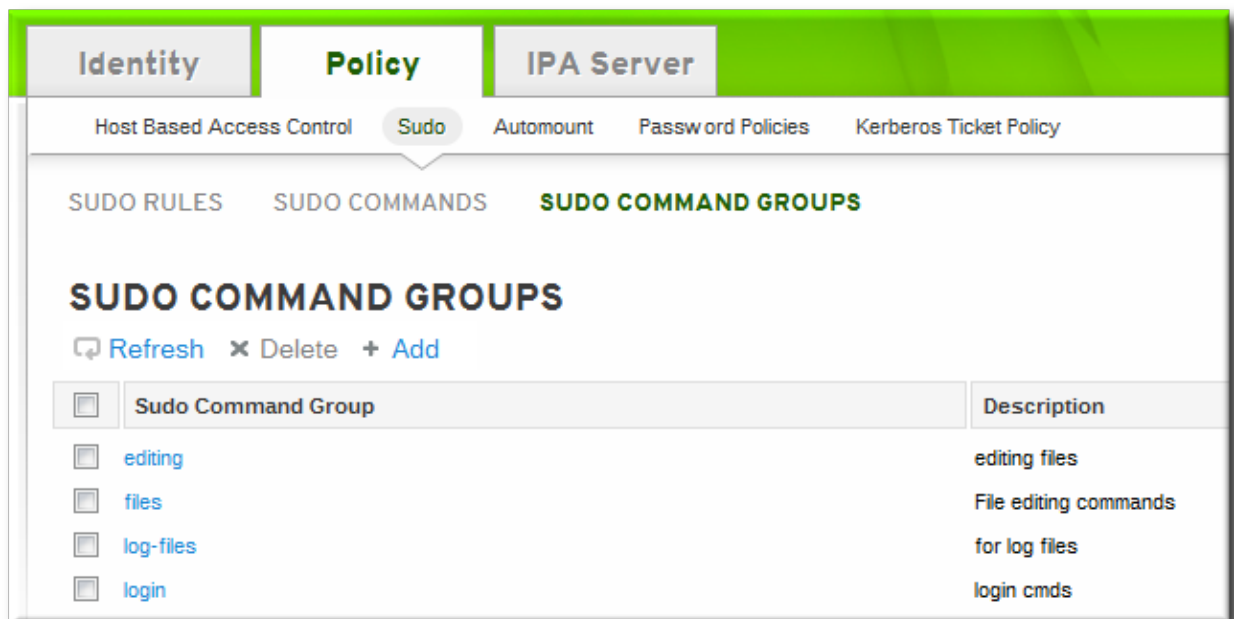 Identity Policy IPA Server
Host Based Access Control Sudo Automount Password Policies Kerberos Ticket Policy
SUDO RULES SUDO COMMANDS SUDO COMMAND GROUPS
SUDO COMMAND GROUPS
Refresh Delete Add
Sudo Command Group Description
editing editing files
files File editing commands
log-files for log files
login login cmds